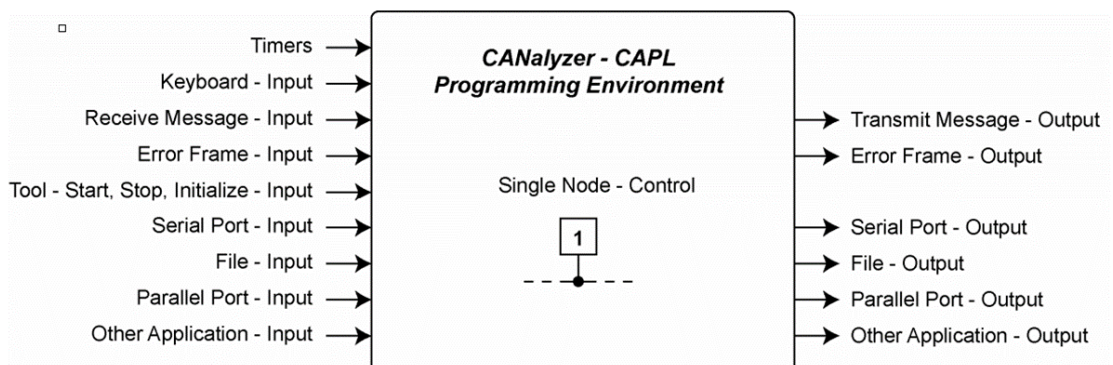 Timers
Keyboard - Input
Receive Message - Input
Error Frame - Input
Tool - Start, Stop, Initialize - Input
Serial Port - Input
File - Input
Parallel Port - Input
Other Application - Input
CANalyzer - CAPL
Programming Environment
Single Node - Control
1
Transmit Message - Output
Error Frame - Output
Serial Port - Output
File - Output
Parallel Port - Output
Other Application - Output